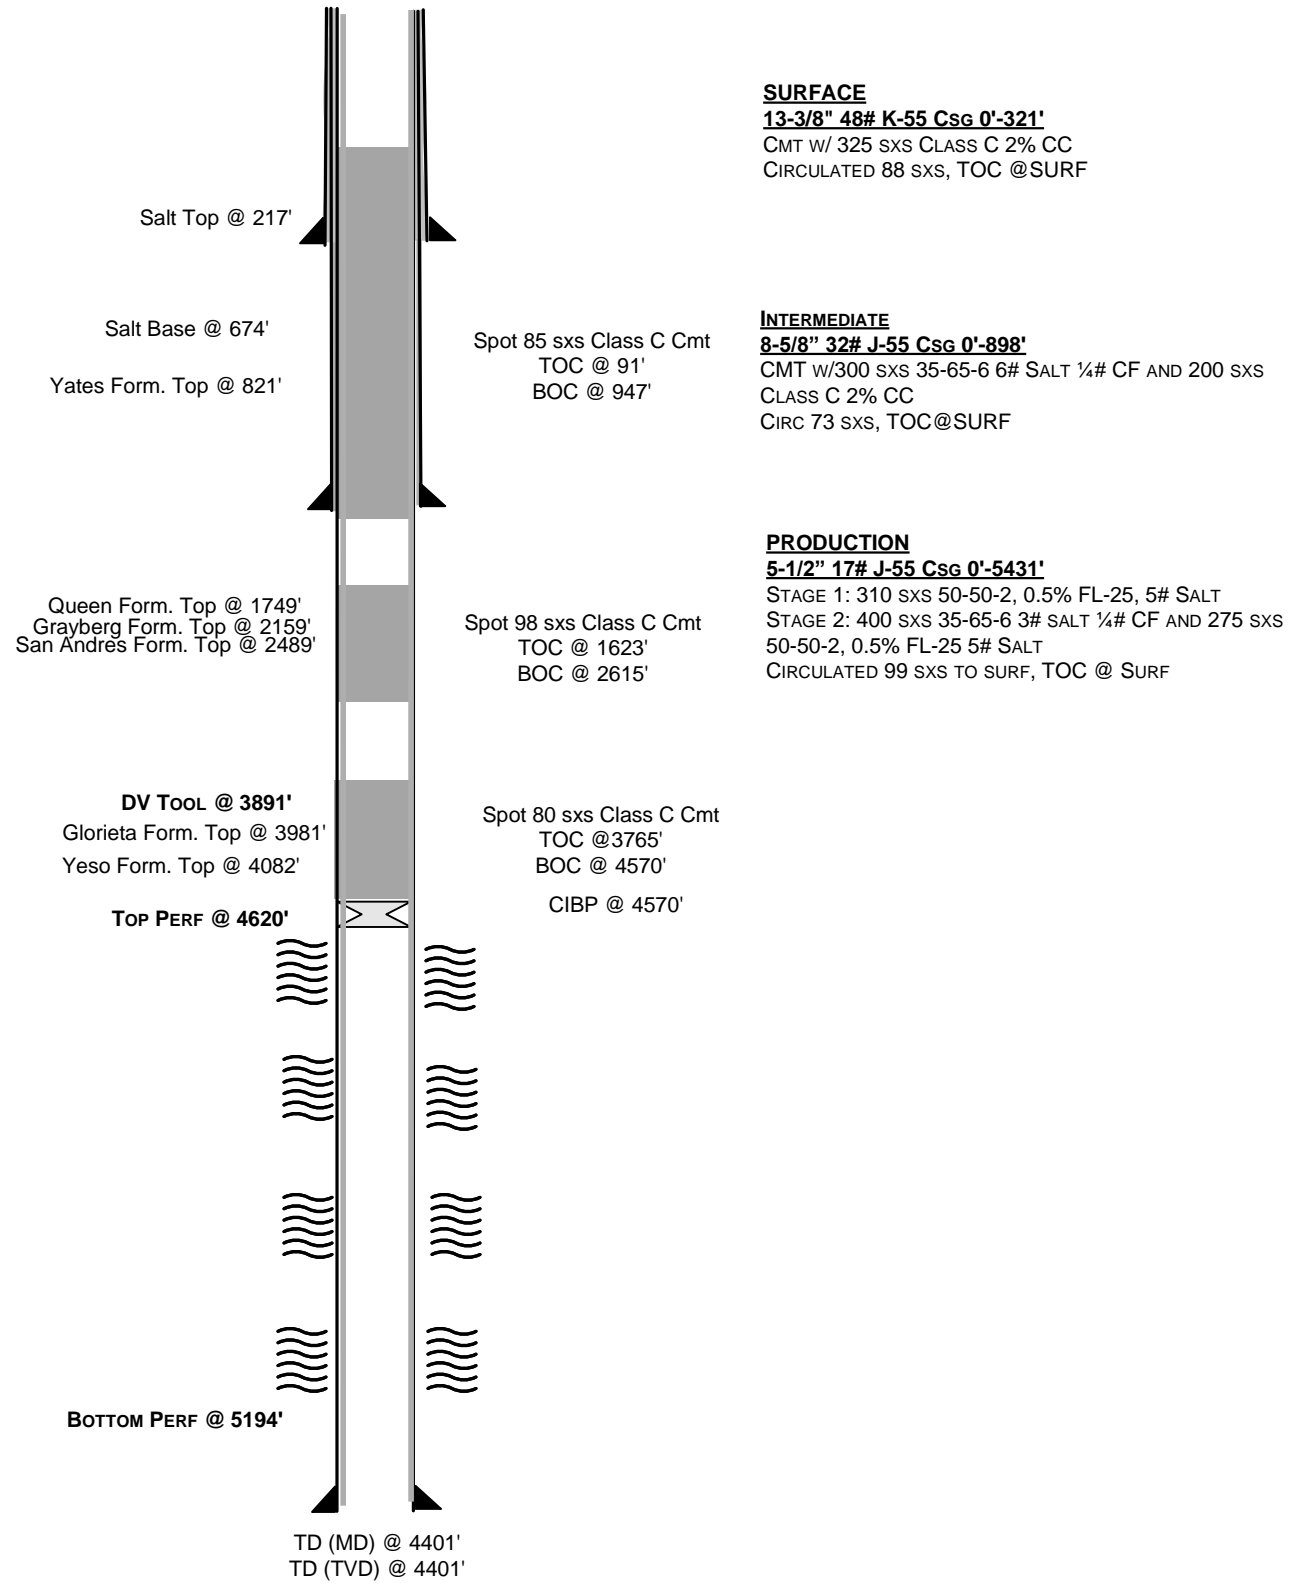 SURFACE
13-3/8" 48# K-55 Csg 0'-321'
Cmt w/ 325 sxs Class C 2% CC
Circulated 88 sxs, TOC @SURF
Salt Top @ 217'
Salt Base @ 674'
Yates Form. Top @ 821'
Spot 85 sxs Class C Cmt
TOC @ 91'
BOC @ 947'
Intermediate
8-5/8” 32# J-55 Csg 0'-898'
CMT w/300 sxs 35-65-6 6# Salt ¼# CF and 200 sxs
Class C 2% CC
Circ 73 sxs, TOC@SURF
PRODUCTION
5-1/2” 17# J-55 Csg 0'-5431'
Stage 1: 310 sxs 50-50-2, 0.5% FL-25, 5# Salt
Stage 2: 400 sxs 35-65-6 3# salt ¼# CF and 275 sxs
50-50-2, 0.5% FL-25 5# Salt
Circulated 99 sxs to surf, TOC @ Surf
Queen Form. Top @ 1749'
Grayberg Form. Top @ 2159'
San Andres Form. Top @ 2489'
Spot 98 sxs Class C Cmt
TOC @ 1623'
BOC @ 2615'
DV Tool @ 3891'
Glorieta Form. Top @ 3981'
Yeso Form. Top @ 4082'
Spot 80 sxs Class C Cmt
TOC @3765'
BOC @ 4570'
CIBP @ 4570'
Top Perf @ 4620'
Bottom Perf @ 5194'
TD (MD) @ 4401'
TD (TVD) @ 4401'